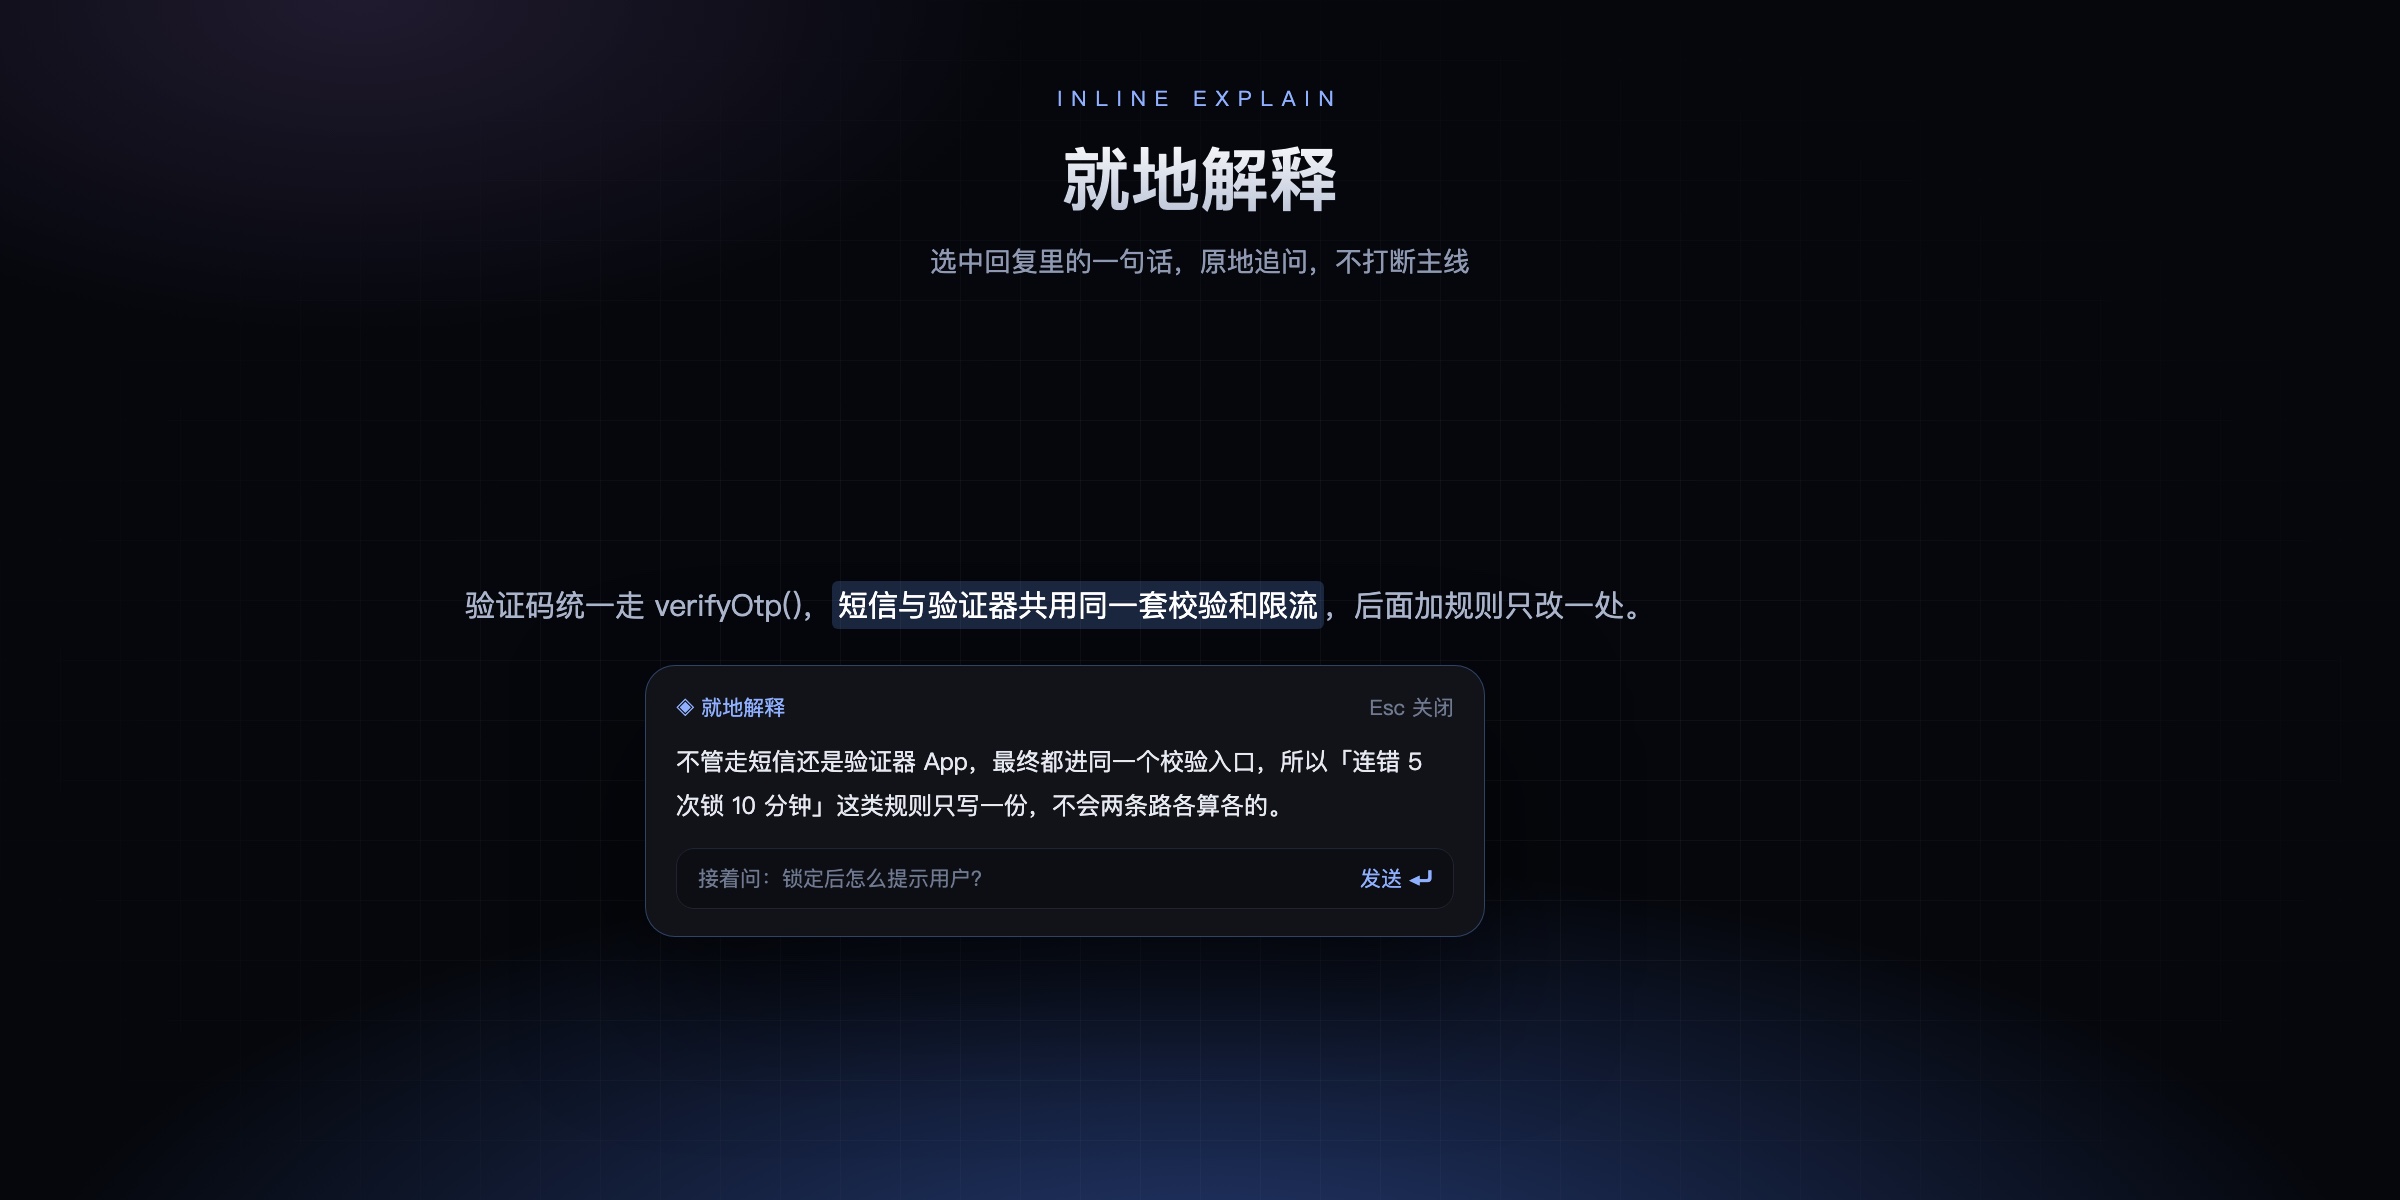 INLINE EXPLAIN
就地解释
选中回复里的一句话，原地追问，不打断主线
验证码统一走 verifyOtp()，短信与验证器共用同一套校验和限流，后面加规则只改一处。
◈ 就地解释
Esc 关闭
不管走短信还是验证器 App，最终都进同一个校验入口，所以「连错 5
次锁 10 分钟」这类规则只写一份，不会两条路各算各的。
接着问：锁定后怎么提示用户?
发送 ↵